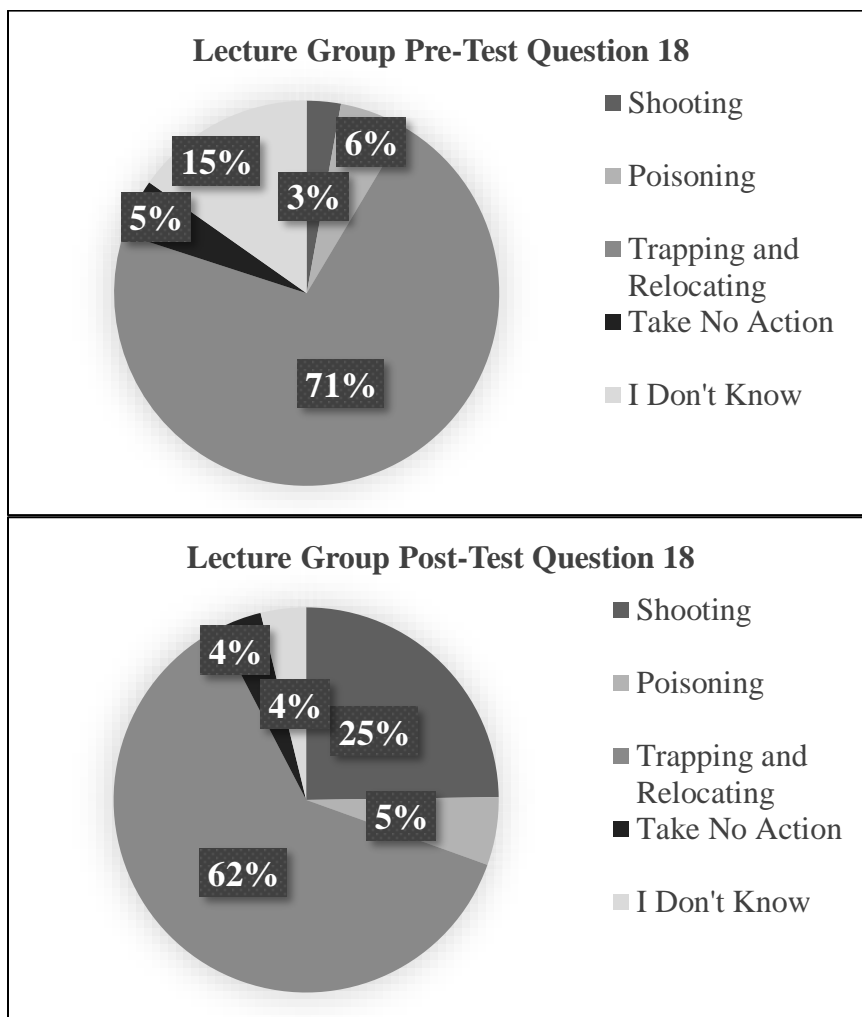 Lecture Group Pre-Test Question 18
Shooting
6%
15%
Poisoning
3%
5%
Trapping and
Relocating
Take No Action
71%
I Don't Know
Lecture Group Post-Test Question 18
Shooting
4%
Poisoning
4%
25%
Trapping and
Relocating
5%
Take No Action
62%
I Don't Know